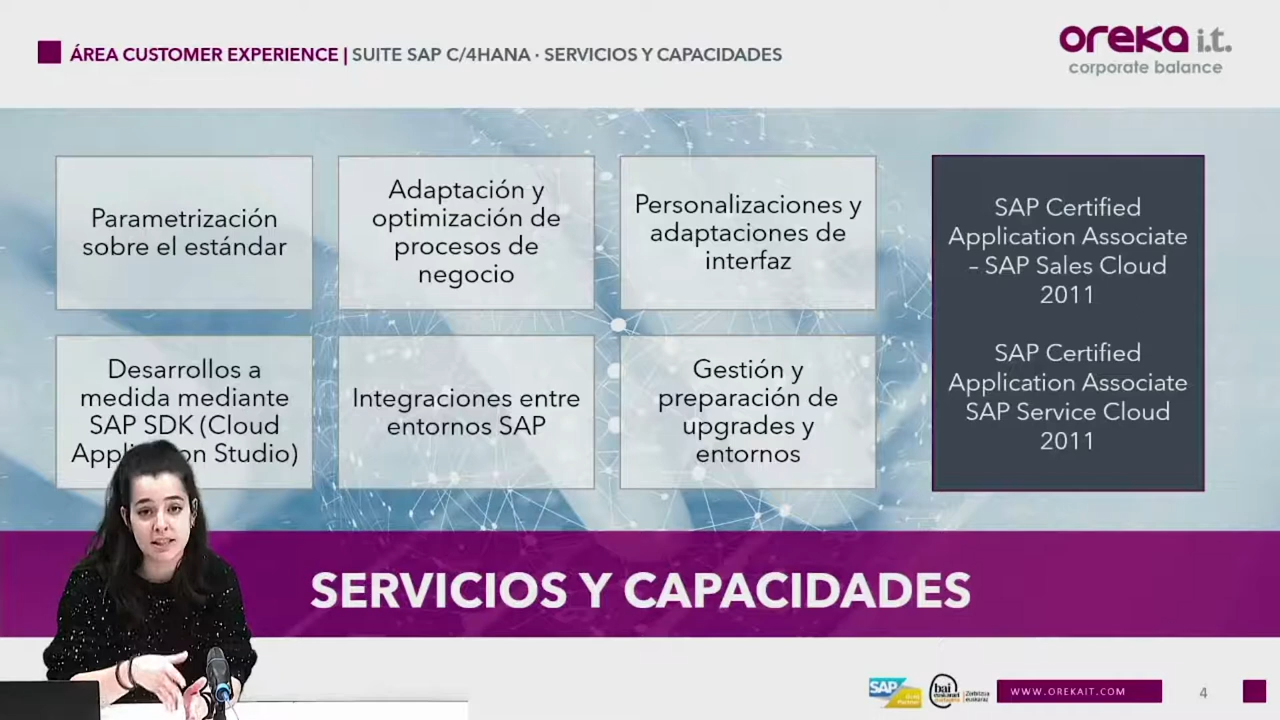 ÁREA CUSTOMER EXPERIENCE | SUITE SAP C/4HANA · SERVICIOS Y CAPACIDADES
oreka i.t.
corporate balance
Parametrización
sobre el estándar
Adaptación y
optimización de
procesos de
negocio
Personalizaciones y
adaptaciones de
interfaz
SAP Certified
Application Associate
– SAP Sales Cloud
2011
SAP Certified
Application Associate
SAP Service Cloud
2011
Desarrollos a
medida mediante
SAP SDK (Cloud
Studio)
Integraciones entre
entornos SAP
Gestión y
preparación de
upgrades y
entornos
SERVICIOS Y CAPACIDADES
SAP
bai
euskarari
WWW.OREKAIT.COM
4